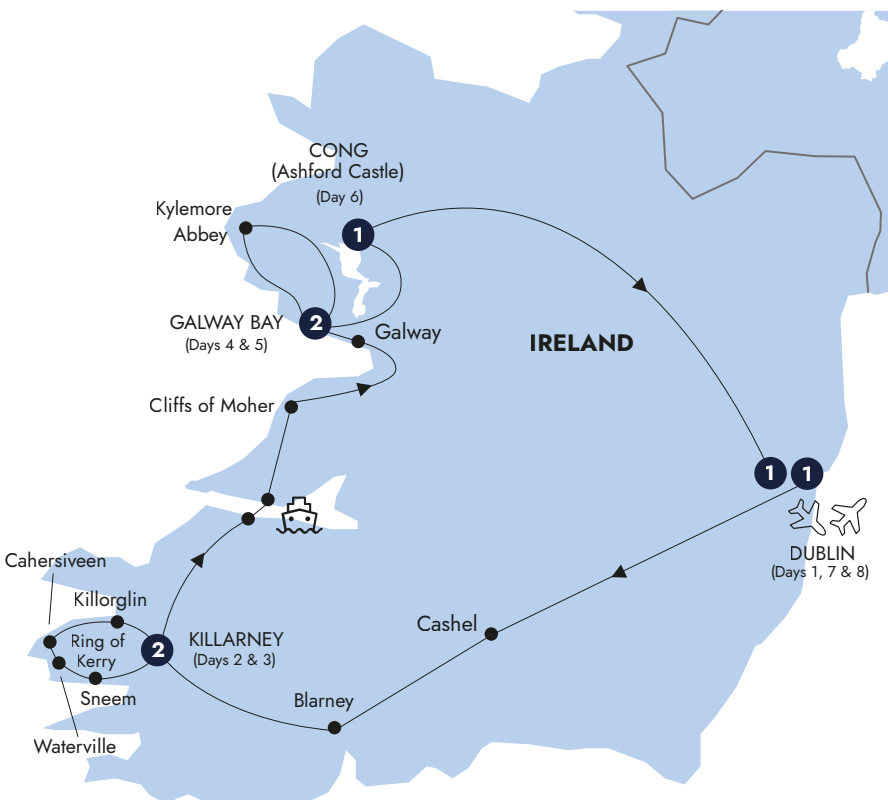 CONG
(Ashford Castle)
(Day 6)
Kylemore
Abbey
1
GALWAY BAY
(Days 4 & 5)
2
Galway
IRELAND
Cliffs of Moher
1
1
DUBLIN
(Days 1, 7 & 8)
Cahersiveen
Killorglin
Ring of
Kerry
2
KILLARNEY
(Days 2 & 3)
Cashel
Sneem
Blarney
Waterville